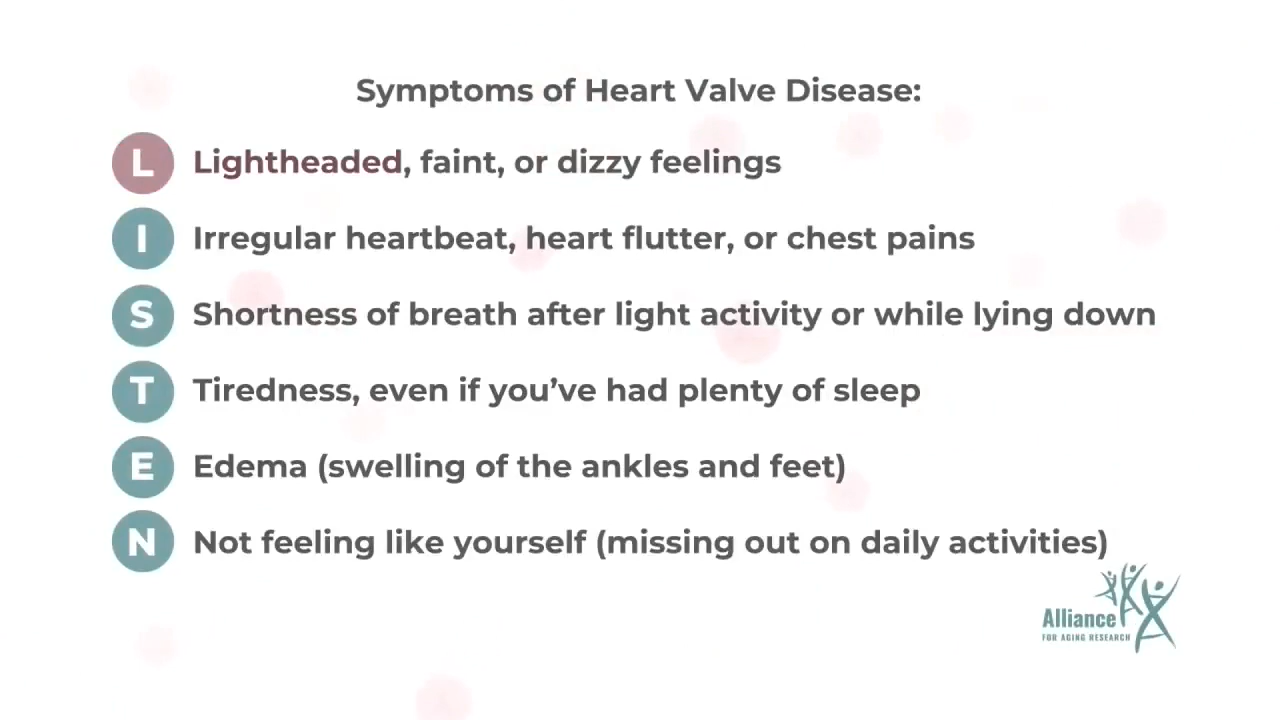 Symptoms of Heart Valve Disease:
L Lightheaded, faint, or dizzy feelings
I Irregular heartbeat, heart flutter, or chest pains
S Shortness of breath after light activity or while lying down
T Tiredness, even if you’ve had plenty of sleep
E Edema (swelling of the ankles and feet)
N Not feeling like yourself (missing out on daily activities)
Alliance
FOR AGING RESEARCH